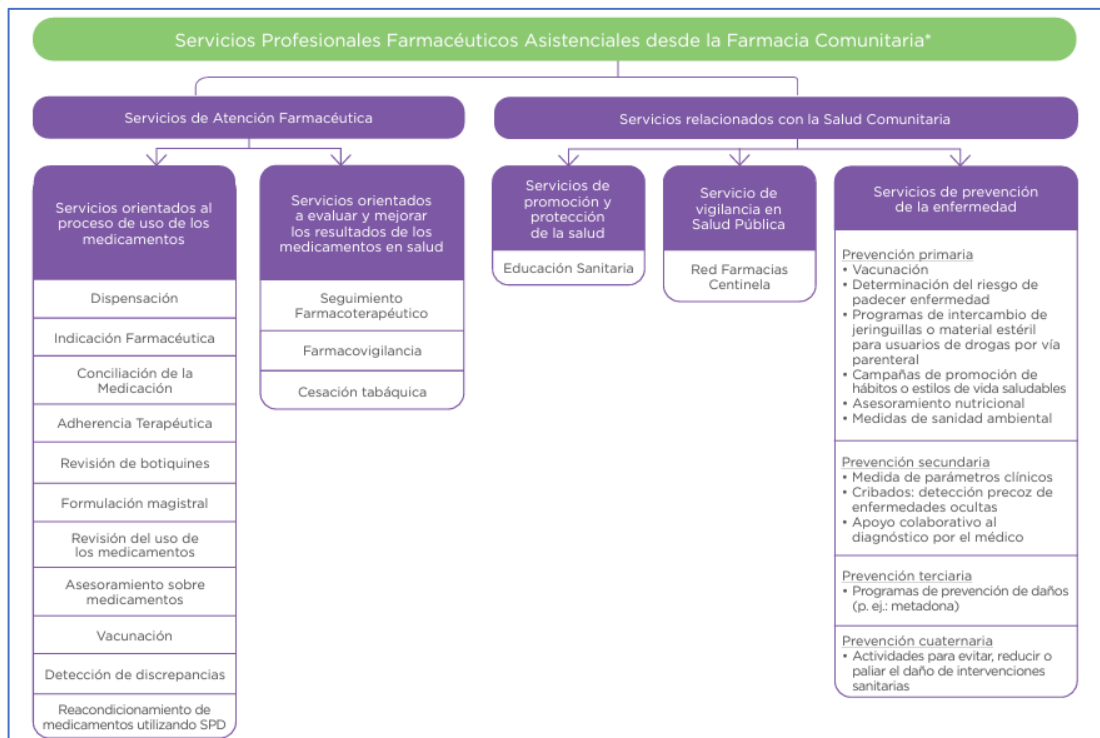 Servicios Profesionales Farmacéuticos Asistenciales desde la Farmacia Comunitaria*
Servicios de Atención Farmacéutica
Servicios relacionados con la Salud Comunitaria
Servicios orientados al
proceso de uso de los
medicamentos
Dispensación
Indicación Farmacéutica
Conciliación de la
Medicación
Adherencia Terapéutica
Revisión de botiquines
Formulación magistral
Revisión del uso de
los medicamentos
Asesoramiento sobre
medicamentos
Vacunación
Detección de discrepancias
Reacondicionamiento de
medicamentos utilizando SPD
Servicios orientados
a evaluar y mejorar
los resultados de los
medicamentos en salud
Seguimiento
Farmacoterapéutico
Farmacovigilancia
Cesación tabáquica
Servicios de
promoción y
protección
de la salud
Educación Sanitaria
Servicio de
vigilancia en
Salud Pública
Red Farmacias
Centinela
Servicios de prevención
de la enfermedad
Prevención primaria
• Vacunación
• Determinación del riesgo de
padecer enfermedad
• Programas de intercambio de
jeringuillas o material estéril
para usuarios de drogas por vía
parenteral
• Campañas de promoción de
hábitos o estilos de vida saludables
• Asesoramiento nutricional
• Medidas de sanidad ambiental
Prevención secundaria
• Medida de parámetros clínicos
• Cribados: detección precoz de
enfermedades ocultas
• Apoyo colaborativo al
diagnóstico por el médico
Prevención terciaria
• Programas de prevención de daños
(p. ej.: metadona)
Prevención cuaternaria
• Actividades para evitar, reducir o
paliar el daño de intervenciones
sanitarias